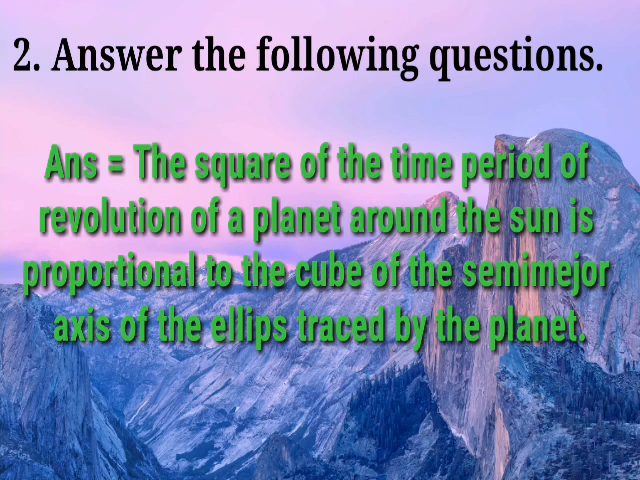 2. Answer the following questions.
Ans = The square of the time period of
revolution of a planet around the sun is
proportional to the cube of the semimejor
axis of the ellips traced by the planet.